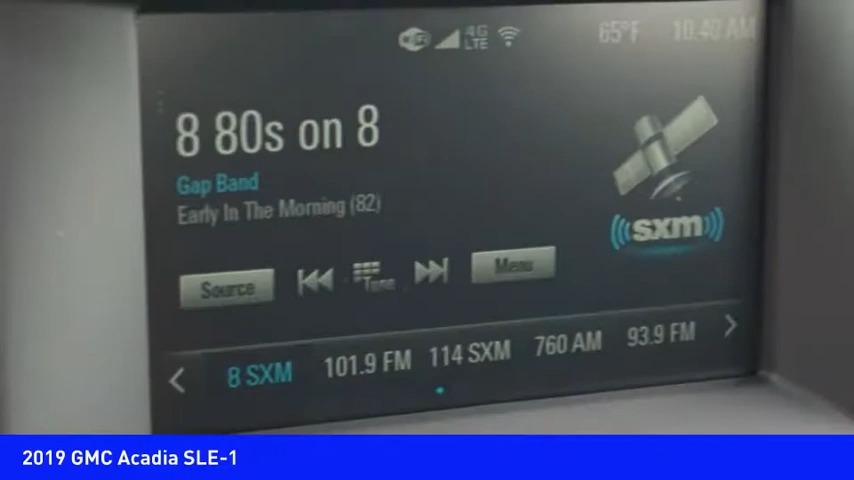 4G
LTE
65°F
10:40 AM
8 80s on 8
Gap Band
Early In The Morning (82)
sxm
Source
Tune
Menu
8 SXM
101.9 FM
114 SXM
760 AM
93.9 FM
2019 GMC Acadia SLE-1